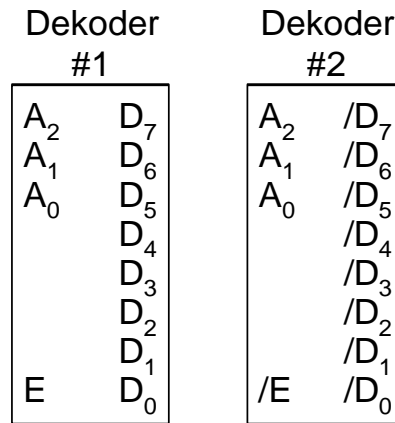 Dekoder Dekoder
#1 #2
A₂ D₇ A₂ /D₇
A₁ D₆ A₁ /D₆
A₀ D₅ A₀ /D₅
D₄ /D₄
D₃ /D₃
D₂ /D₂
D₁ /D₁
E D₀ /E /D₀